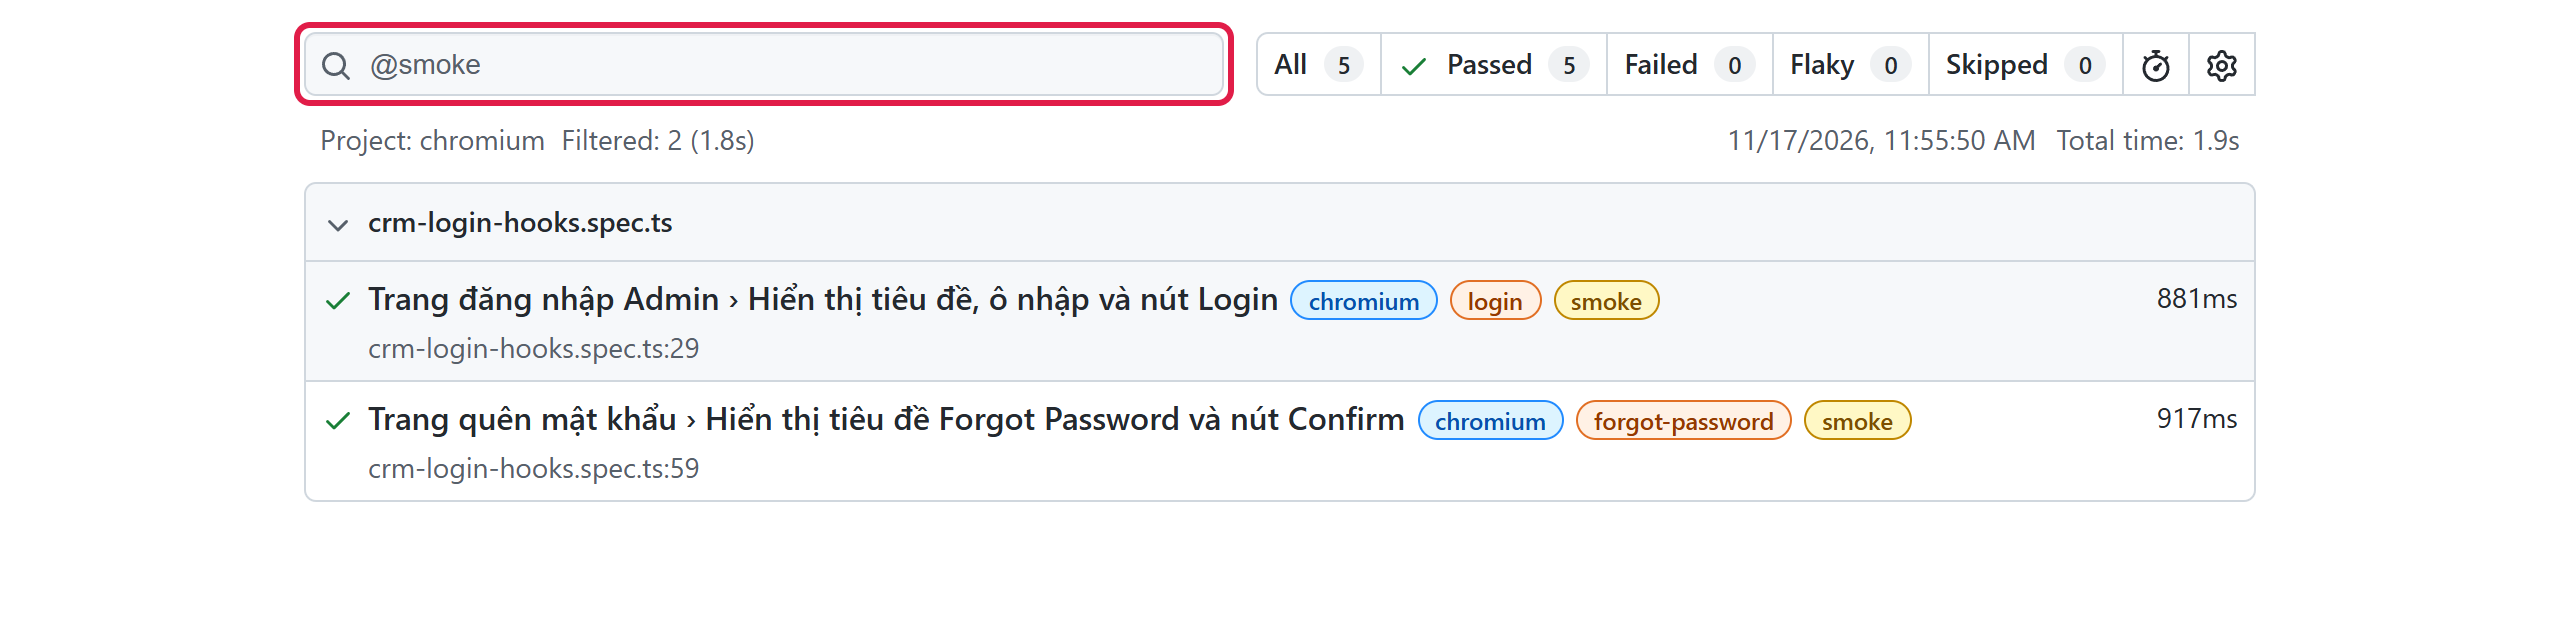 @smoke
All 5 Passed 5 Failed 0 Flaky 0 Skipped 0
Project: chromium Filtered: 2 (1.8s) 11/17/2026, 11:55:50 AM Total time: 1.9s
crm-login-hooks.spec.ts
Trang đăng nhập Admin › Hiển thị tiêu đề, ô nhập và nút Login chromium login smoke 881ms
crm-login-hooks.spec.ts:29
Trang quên mật khẩu › Hiển thị tiêu đề Forgot Password và nút Confirm chromium forgot-password smoke 917ms
crm-login-hooks.spec.ts:59